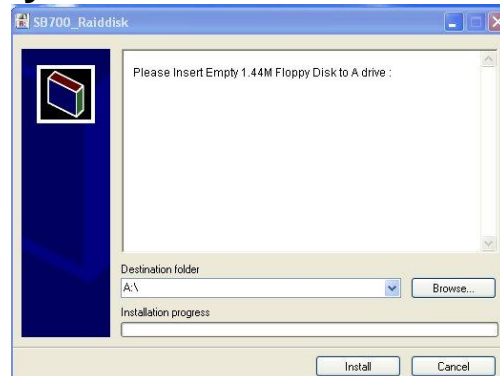 SB700_Raiddisk
Please Insert Empty 1.44M Floppy Disk to A drive :
Destination folder
A:\
Browse...
Installation progress
Install
Cancel